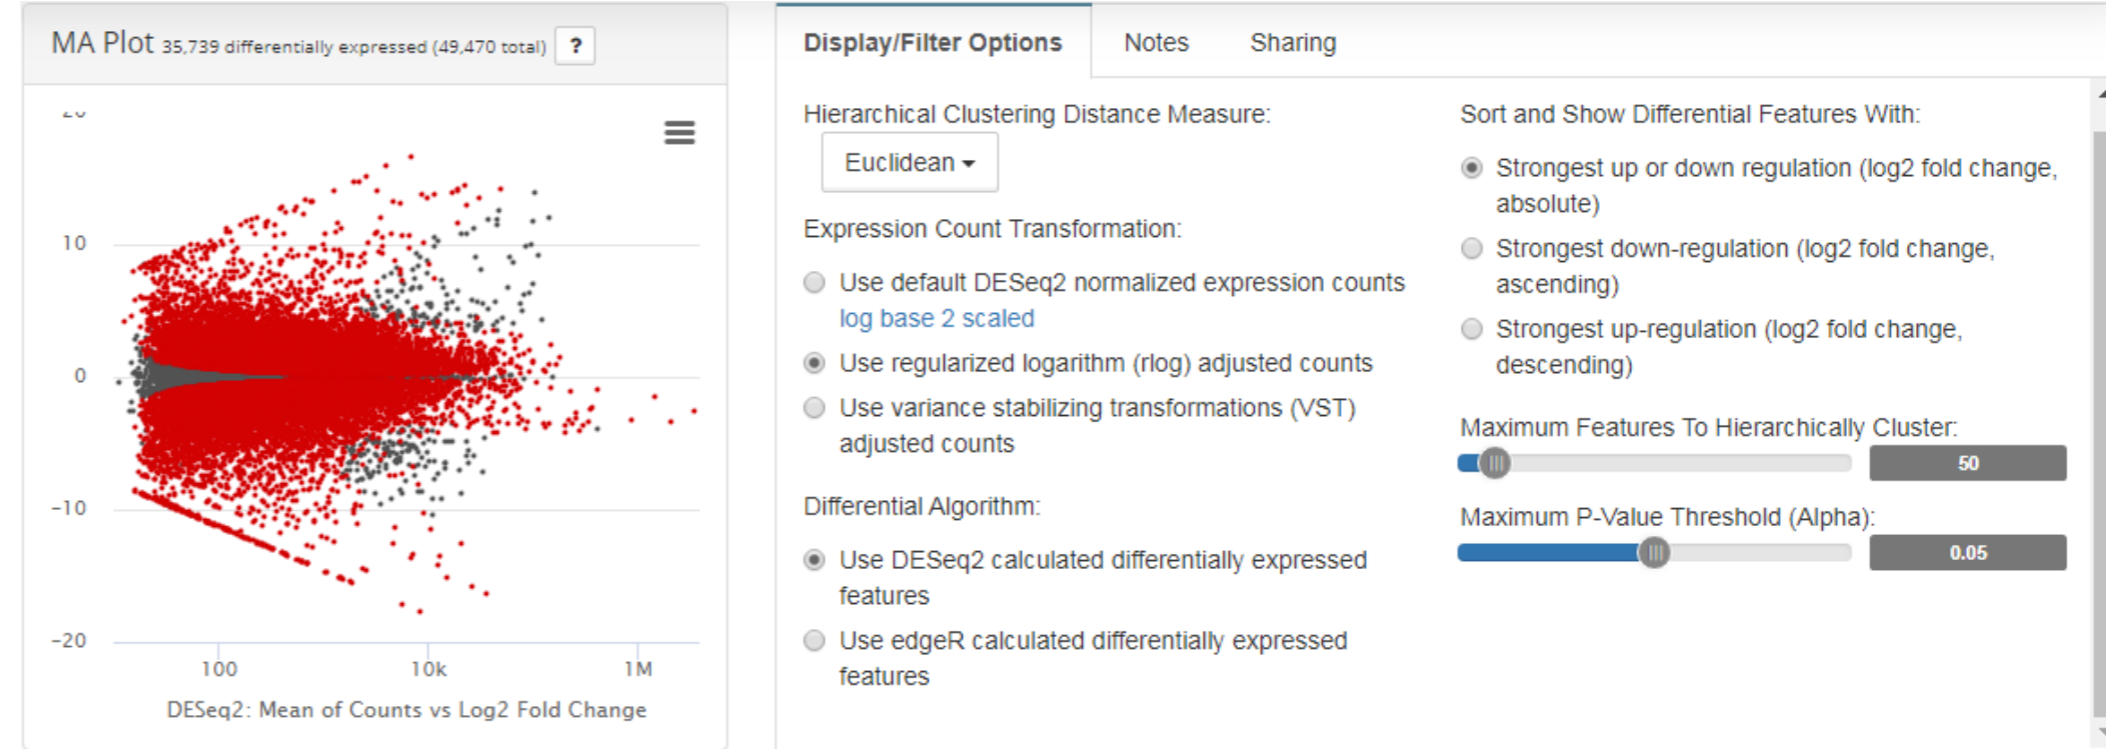 MA Plot 35,739 differentially expressed (49,470 total) ?
10
0
−10
−20
100 10k 1M
DESeq2: Mean of Counts vs Log2 Fold Change
Display/Filter Options Notes Sharing
Hierarchical Clustering Distance Measure:
Euclidean
Expression Count Transformation:
Use default DESeq2 normalized expression counts
log base 2 scaled
Use regularized logarithm (rlog) adjusted counts
Use variance stabilizing transformations (VST)
adjusted counts
Differential Algorithm:
Use DESeq2 calculated differentially expressed
features
Use edgeR calculated differentially expressed
features
Sort and Show Differential Features With:
Strongest up or down regulation (log2 fold change,
absolute)
Strongest down-regulation (log2 fold change,
ascending)
Strongest up-regulation (log2 fold change,
descending)
Maximum Features To Hierarchically Cluster:
50
Maximum P-Value Threshold (Alpha):
0.05